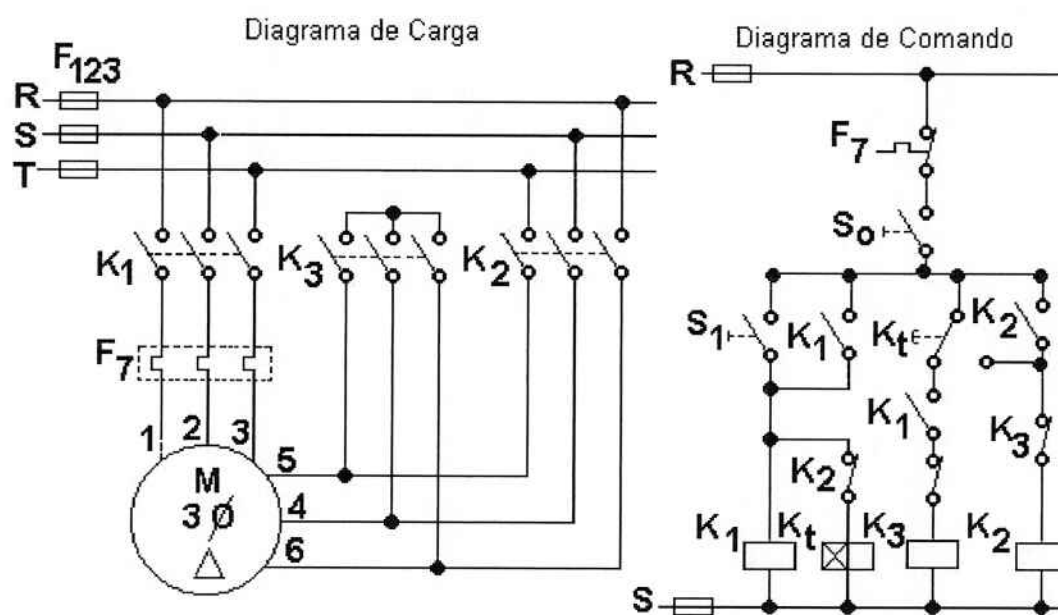 Diagrama de Carga
F123
R
S
T
K1
K3
K2
F7
1
2
3
5
4
6
M
3 Ø
Δ
Diagrama de Comando
R
F7
S0
S1
K1
Kt
K2
K1
K2
K3
K1
Kt
K3
K2
S